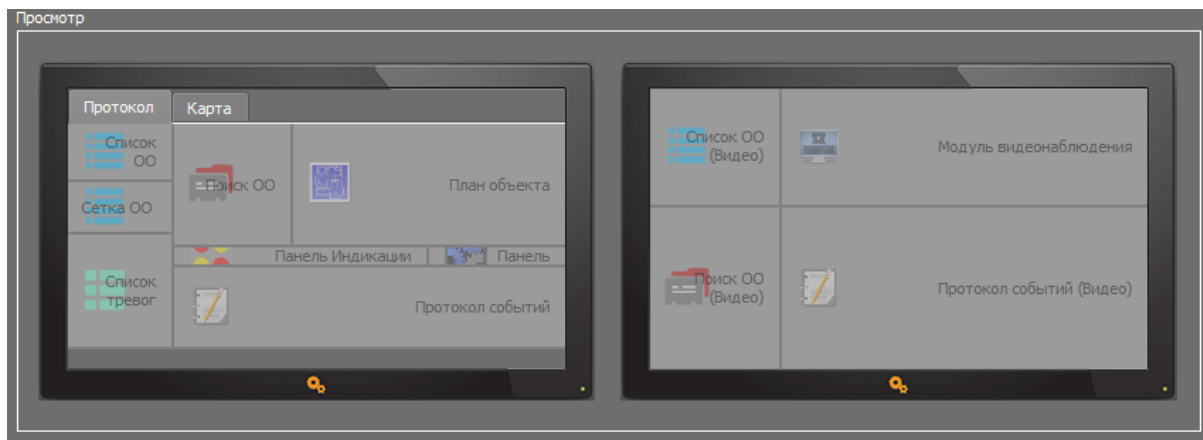 Просмотр
Протокол
Карта
Список
ОО
Сетка ОО
Список
тревог
Поиск ОО
План объекта
Панель Индикации
Панель
Протокол событий
Список ОО
(Видео)
Модуль видеонаблюдения
Поиск ОО
(Видео)
Протокол событий (Видео)